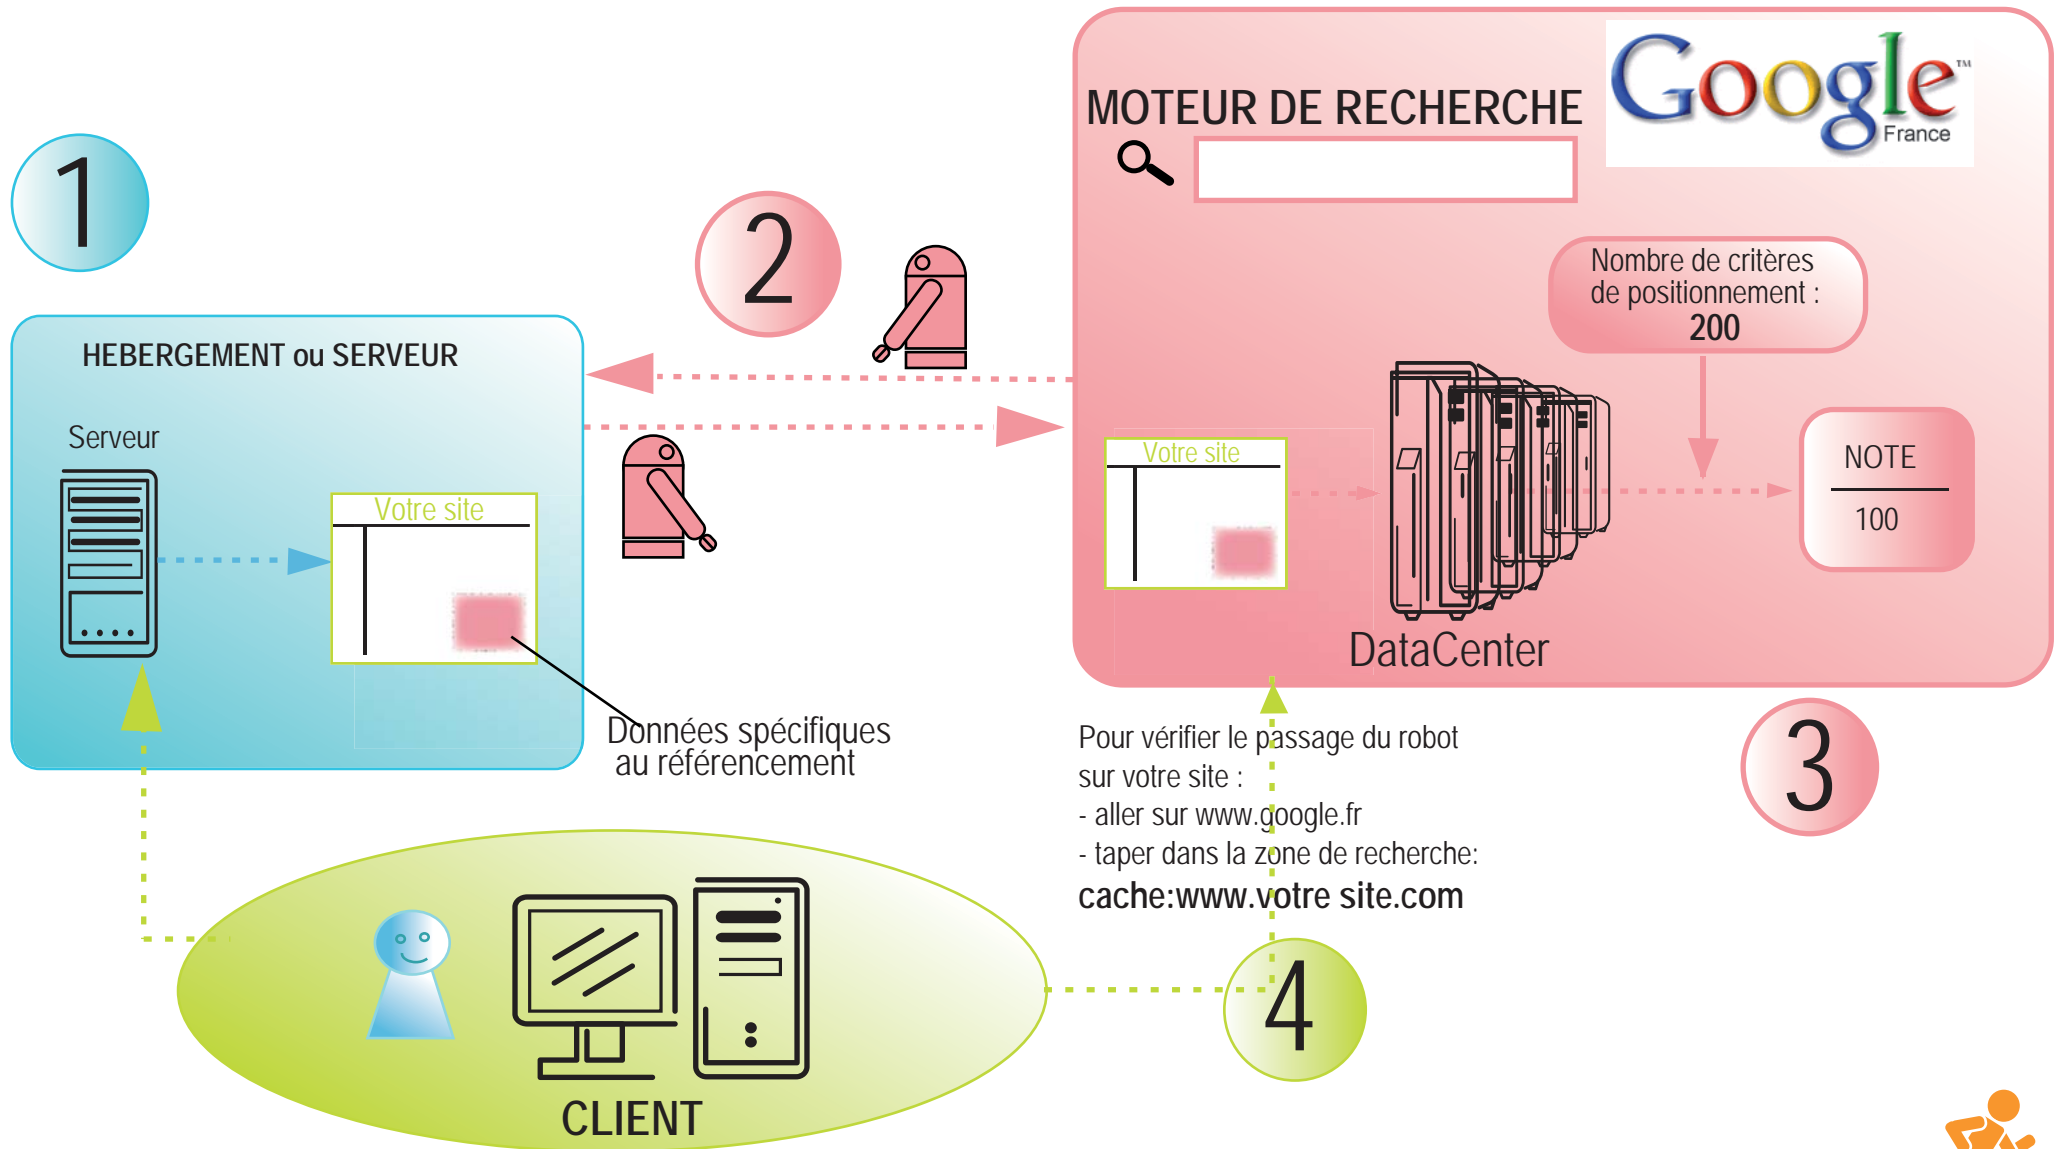 1
HEBERGEMENT ou SERVEUR
Serveur
Votre site
Données spécifiques
au référencement
2
MOTEUR DE RECHERCHE
Google™
France
Nombre de critères
de positionnement :
200
Votre site
DataCenter
NOTE
100
3
Pour vérifier le passage du robot
sur votre site :
- aller sur www.google.fr
- taper dans la zone de recherche:
cache:www.votre site.com
4
CLIENT